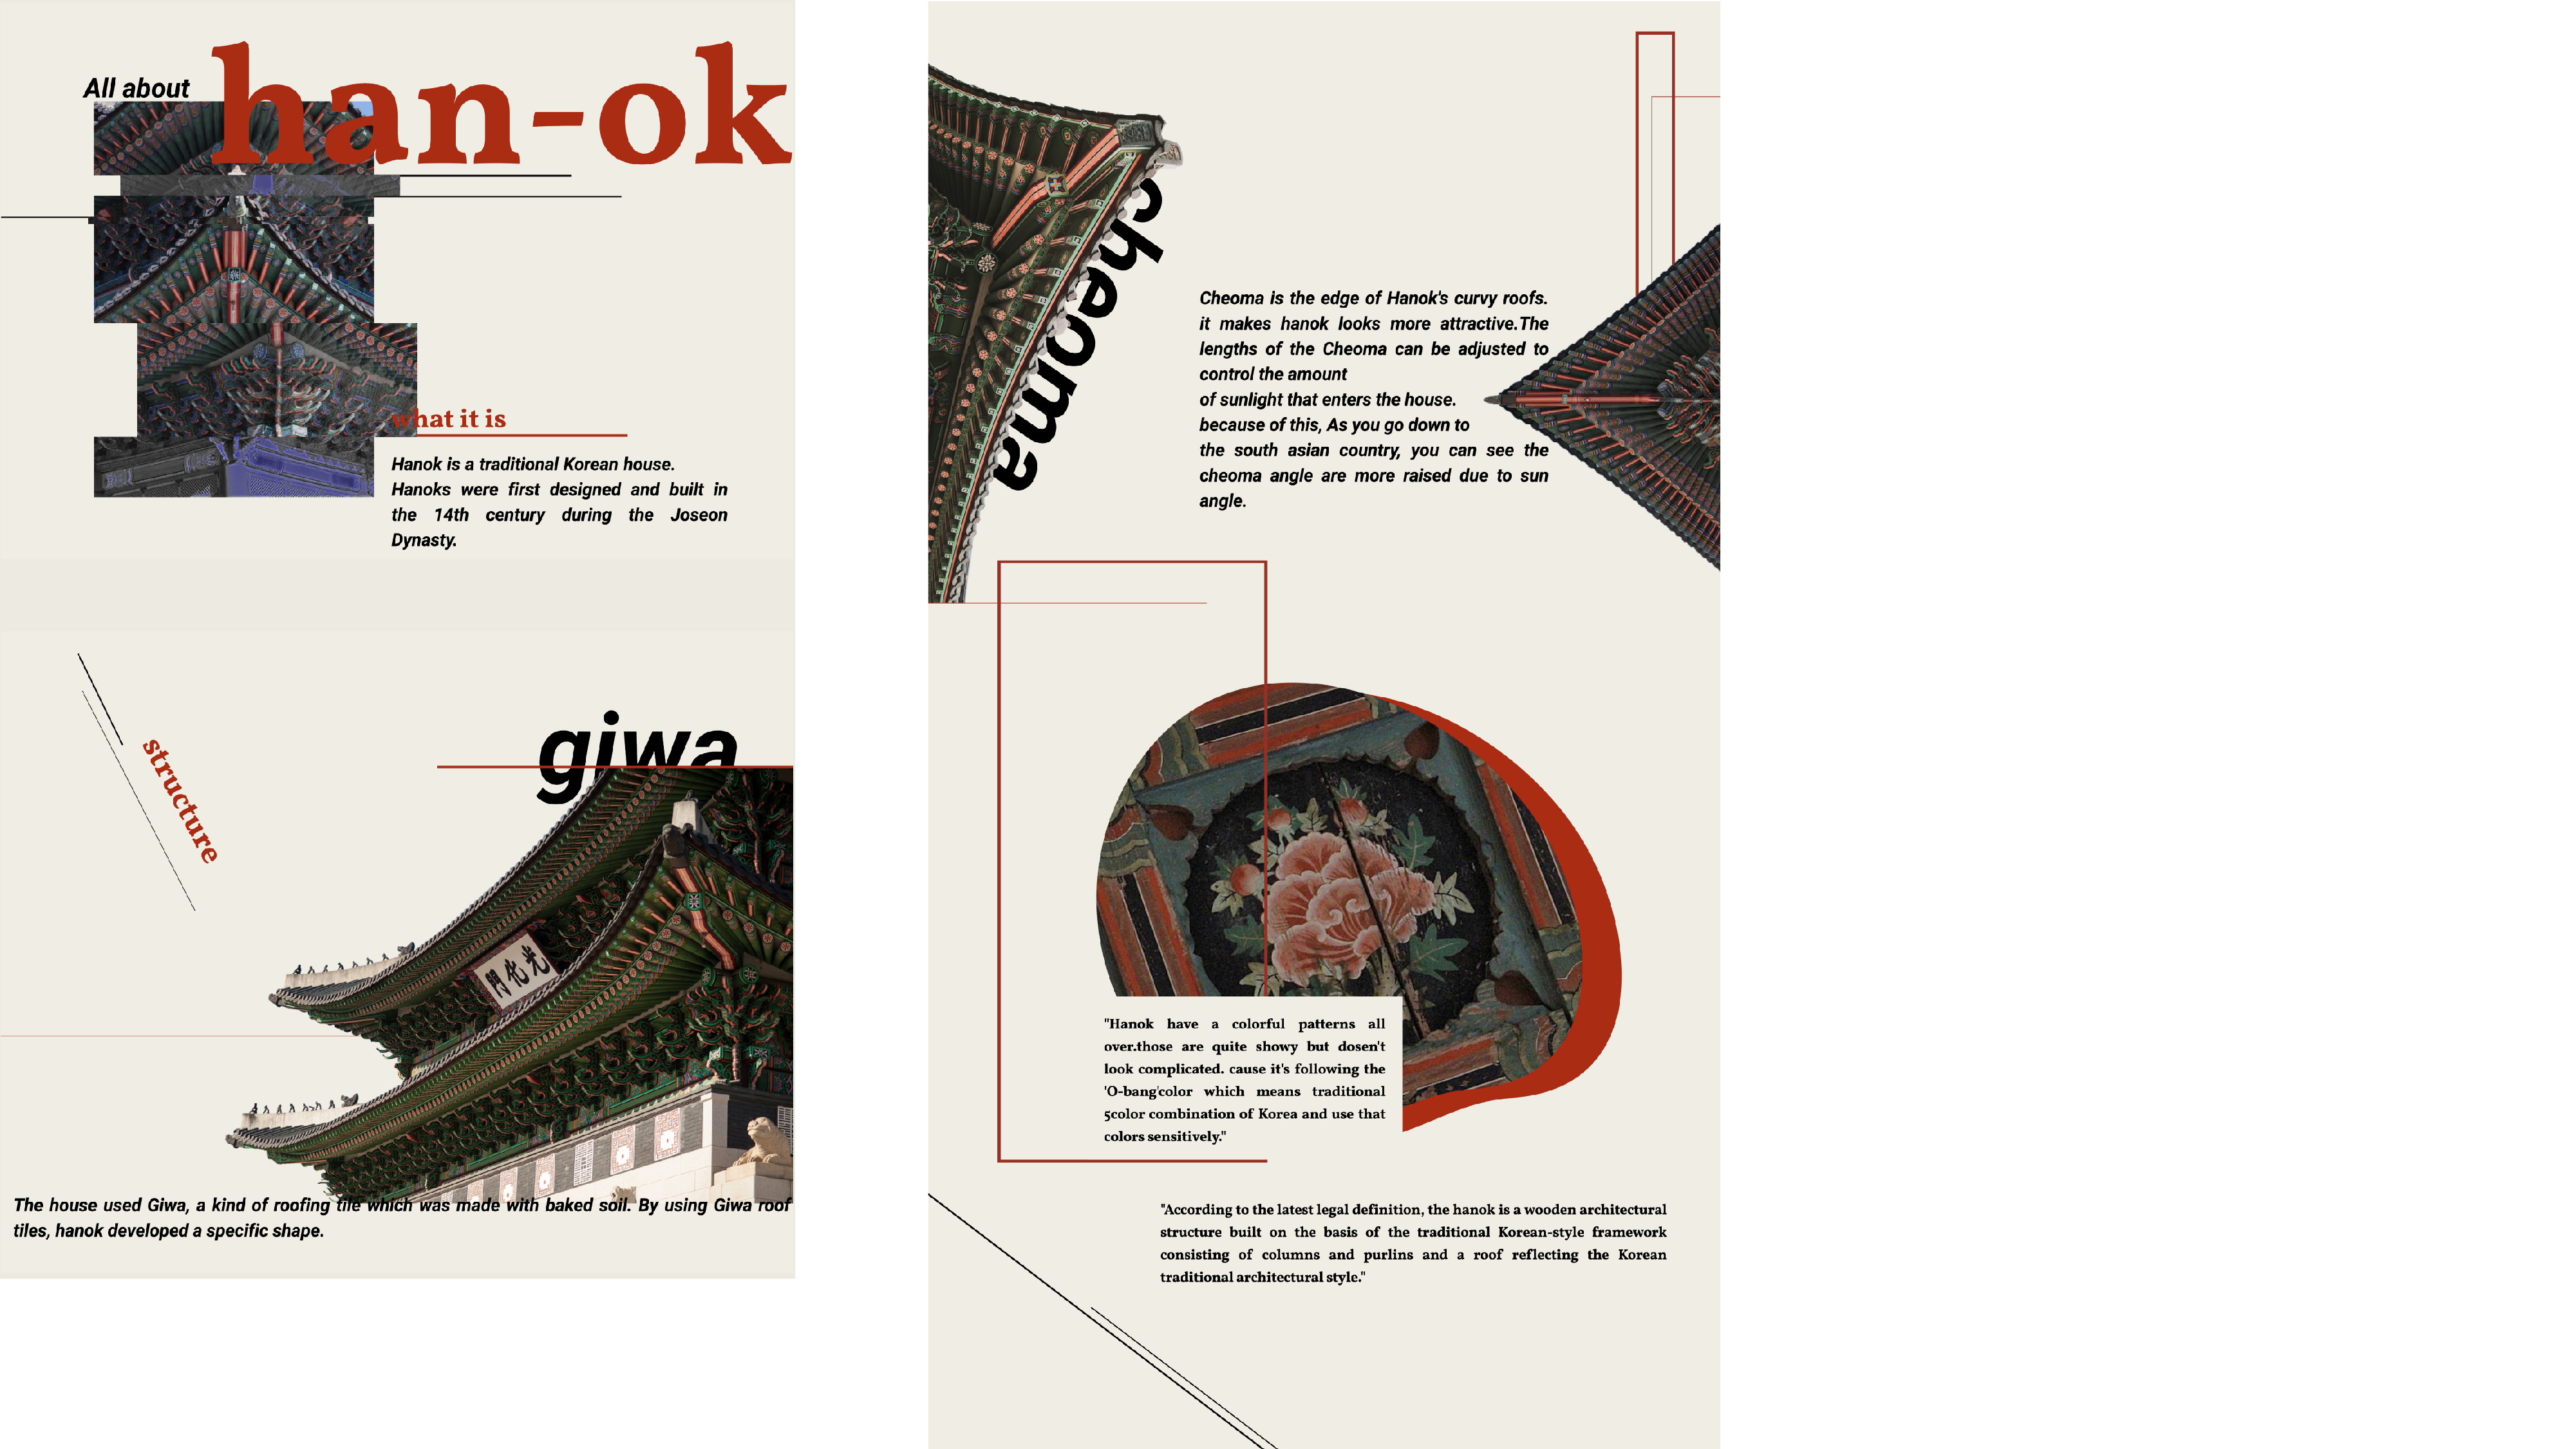 All about
han-ok
what it is
Hanok is a traditional Korean house.
Hanoks were first designed and built in
the 14th century during the Joseon
Dynasty.
structure
giwa
光化門
The house used Giwa, a kind of roofing tile which was made with baked soil. By using Giwa roof
tiles, hanok developed a specific shape.
cheoma
Cheoma is the edge of Hanok's curvy roofs.
it makes hanok looks more attractive.The
lengths of the Cheoma can be adjusted to
control the amount
of sunlight that enters the house.
because of this, As you go down to
the south asian country, you can see the
cheoma angle are more raised due to sun
angle.
"Hanok have a colorful patterns all
over.those are quite showy but dosen't
look complicated. cause it's following the
'O-bang'color which means traditional
5color combination of Korea and use that
colors sensitively."
"According to the latest legal definition, the hanok is a wooden architectural
structure built on the basis of the traditional Korean-style framework
consisting of columns and purlins and a roof reflecting the Korean
traditional architectural style."